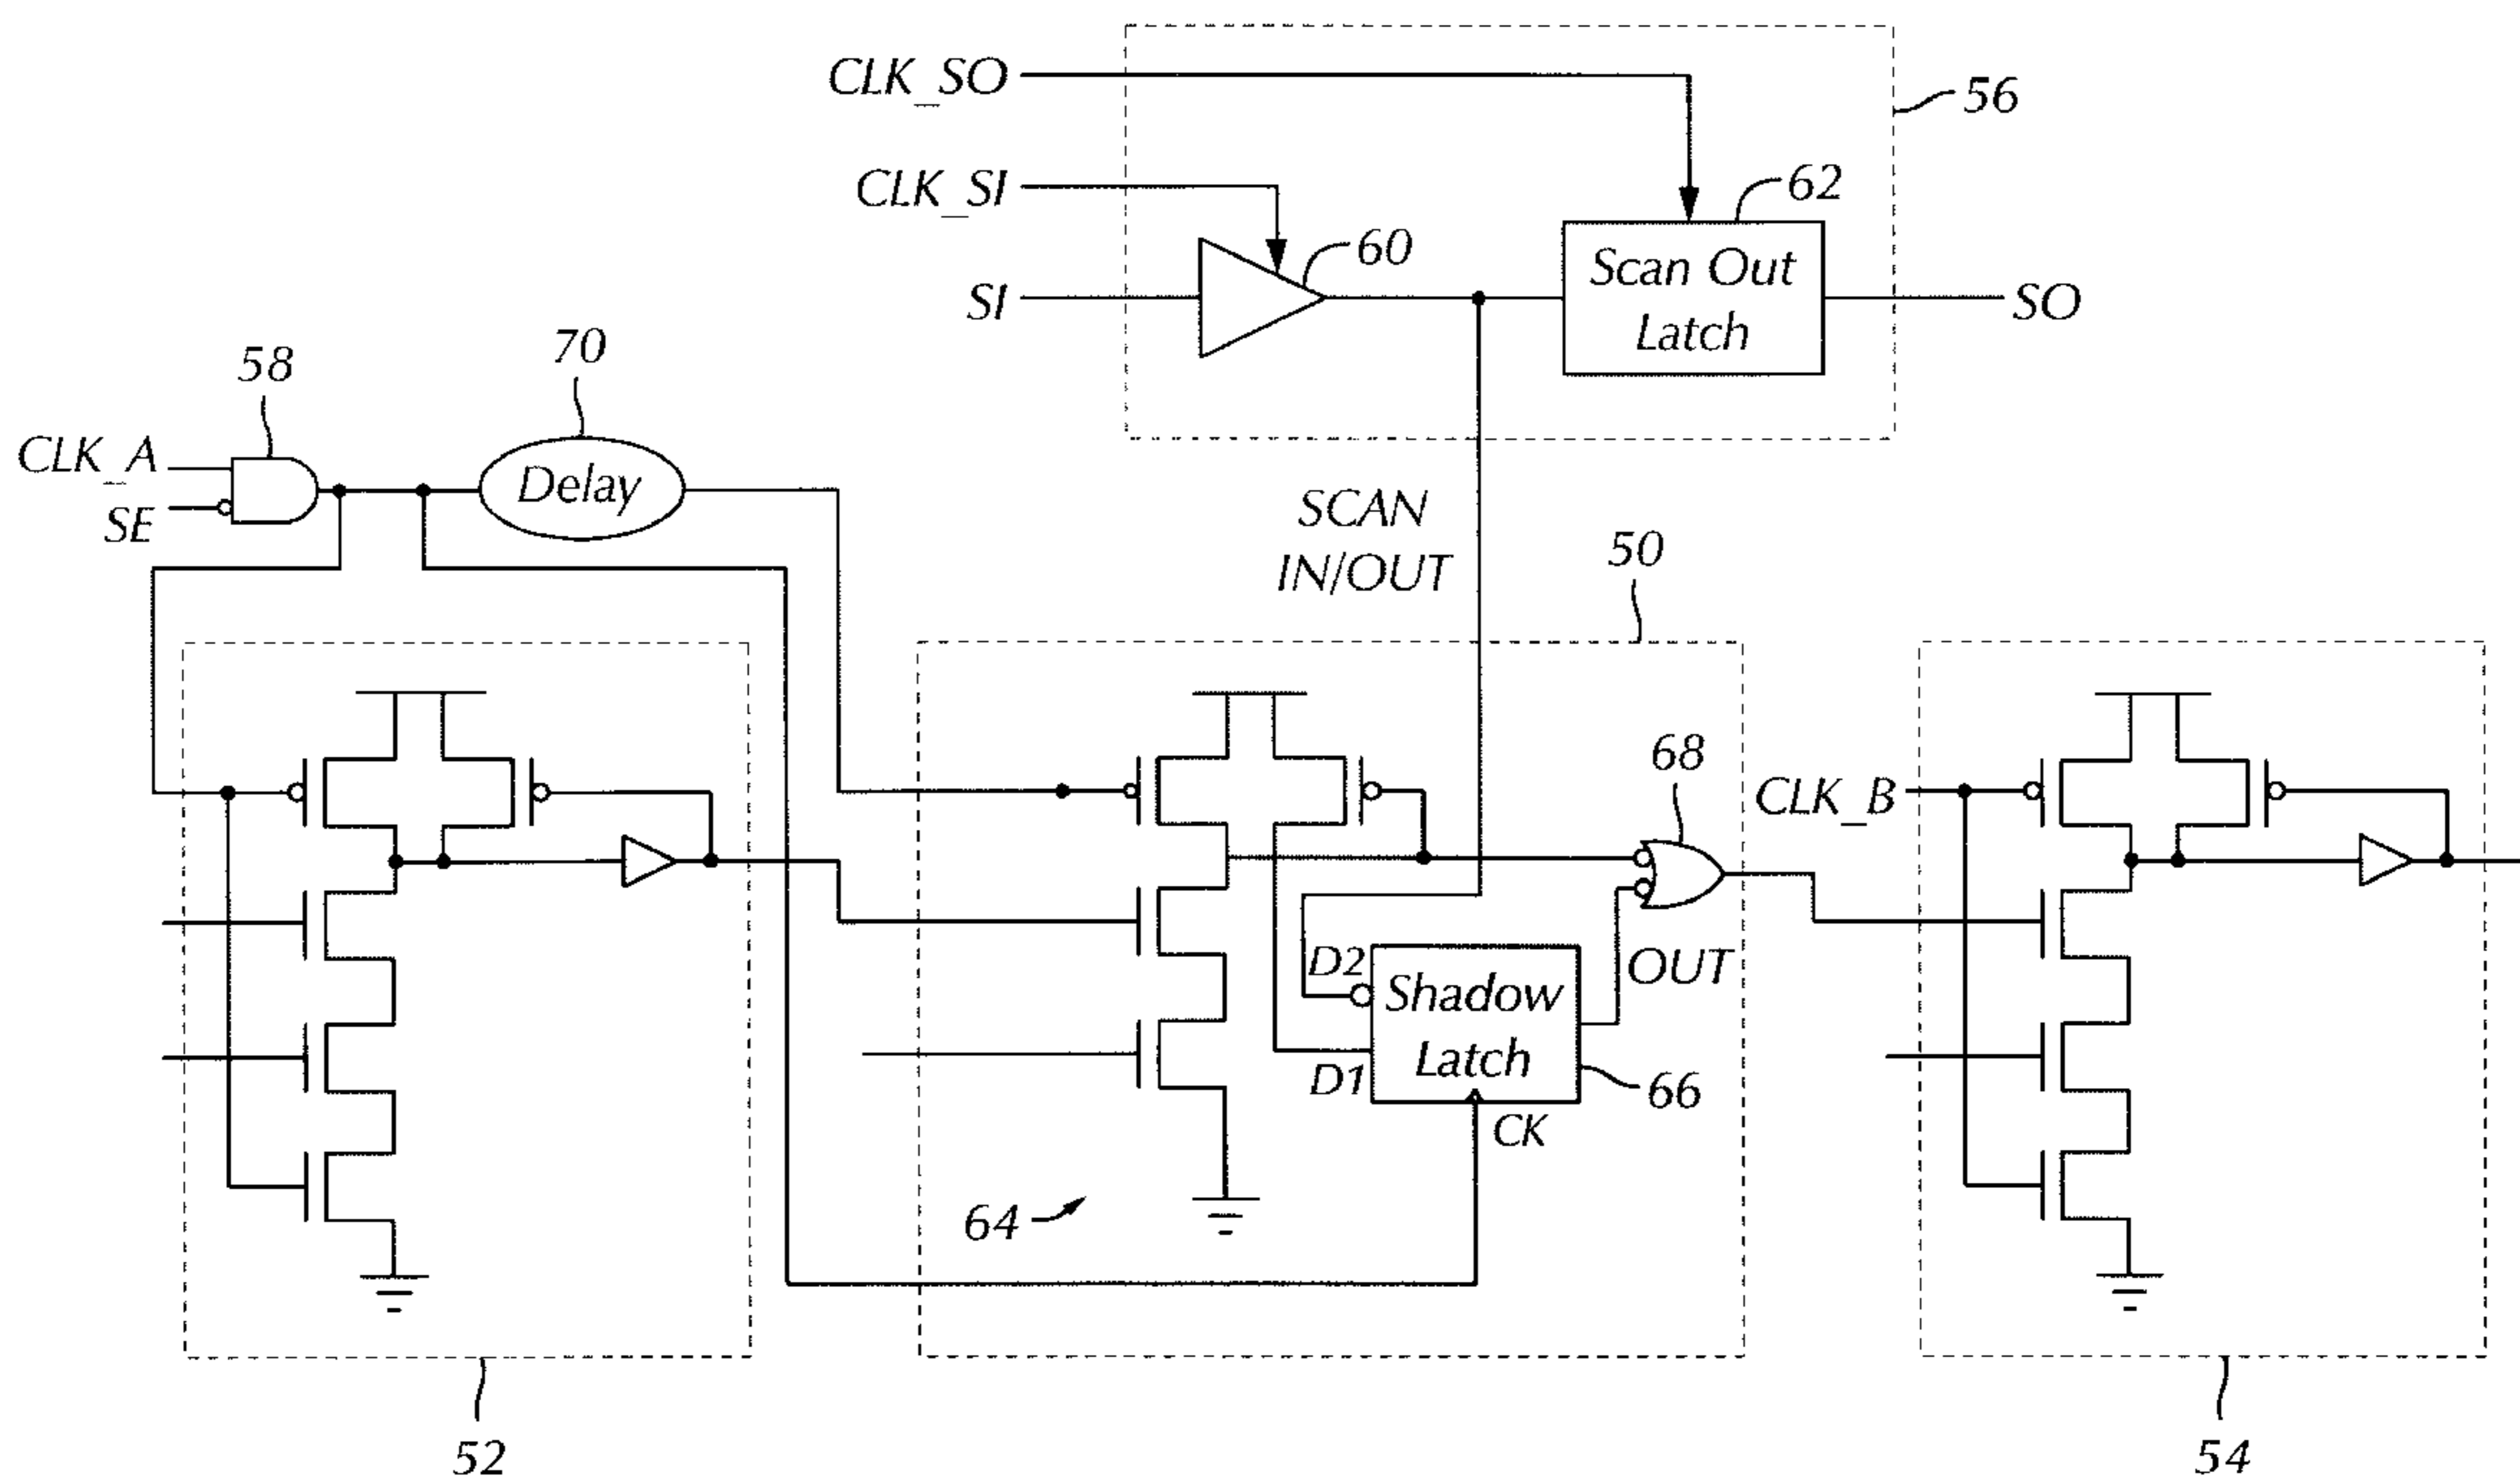 CLK_SO
56
CLK_SI
62
60
Scan Out
Latch
SI
SO
58
70
CLK_A
SE
Delay
SCAN
IN/OUT
50
68
CLK_B
D2
Shadow
Latch
OUT
D1
66
CK
64
52
54